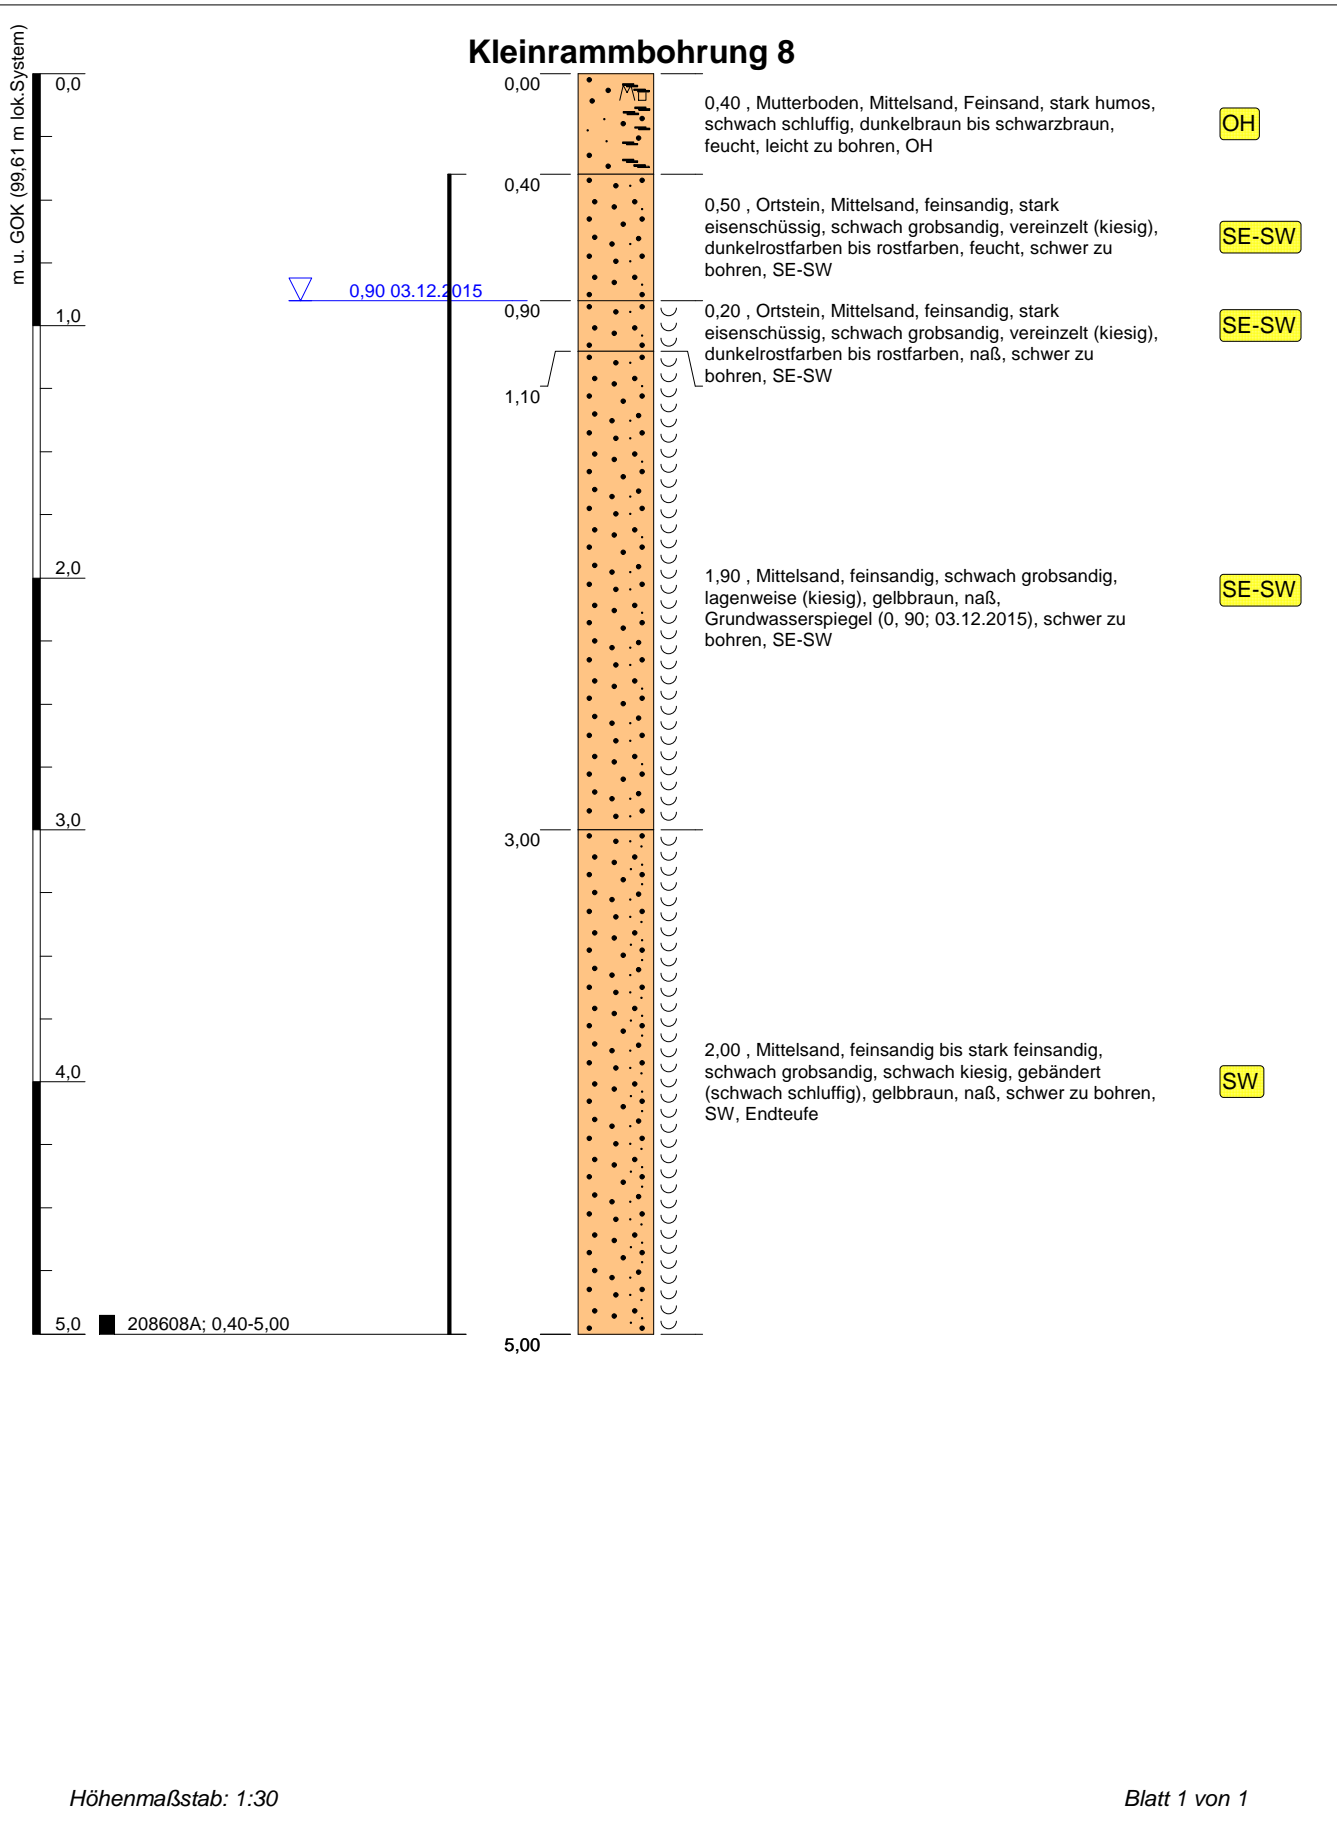 Kleinrammbohrung 8
m u. GOK (99,61 m lok.System)
0,0
1,0
2,0
3,0
4,0
5,0
208608A; 0,40-5,00
0,90 03.12.2015
0,00
0,40
0,90
1,10
3,00
5,00
M
0,40 , Mutterboden, Mittelsand, Feinsand, stark humos,
schwach schluffig, dunkelbraun bis schwarzbraun,
feucht, leicht zu bohren, OH
OH
0,50 , Ortstein, Mittelsand, feinsandig, stark
eisenschüssig, schwach grobsandig, vereinzelt (kiesig),
dunkelrostfarben bis rostfarben, feucht, schwer zu
bohren, SE-SW
SE-SW
0,20 , Ortstein, Mittelsand, feinsandig, stark
eisenschüssig, schwach grobsandig, vereinzelt (kiesig),
dunkelrostfarben bis rostfarben, naß, schwer zu
bohren, SE-SW
SE-SW
1,90 , Mittelsand, feinsandig, schwach grobsandig,
lagenweise (kiesig), gelbbraun, naß,
Grundwasserspiegel (0, 90; 03.12.2015), schwer zu
bohren, SE-SW
SE-SW
2,00 , Mittelsand, feinsandig bis stark feinsandig,
schwach grobsandig, schwach kiesig, gebändert
(schwach schluffig), gelbbraun, naß, schwer zu bohren,
SW, Endteufe
SW
Höhenmaßstab: 1:30
Blatt 1 von 1